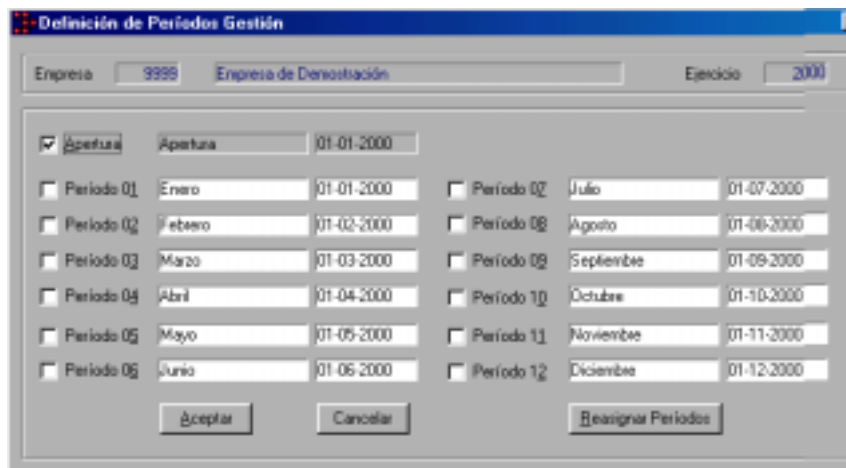 Definición de Períodos Gestión
Empresa 9999 Empresa de Demostración Ejercicio 2000
Apertura Apertura 01-01-2000
Período 01 Enero 01-01-2000 Período 07 Julio 01-07-2000
Período 02 Febrero 01-02-2000 Período 08 Agosto 01-08-2000
Período 03 Marzo 01-03-2000 Período 09 Septiembre 01-09-2000
Período 04 Abril 01-04-2000 Período 10 Octubre 01-10-2000
Período 05 Mayo 01-05-2000 Período 11 Noviembre 01-11-2000
Período 06 Junio 01-06-2000 Período 12 Diciembre 01-12-2000
Aceptar Cancelar Reasignar Períodos